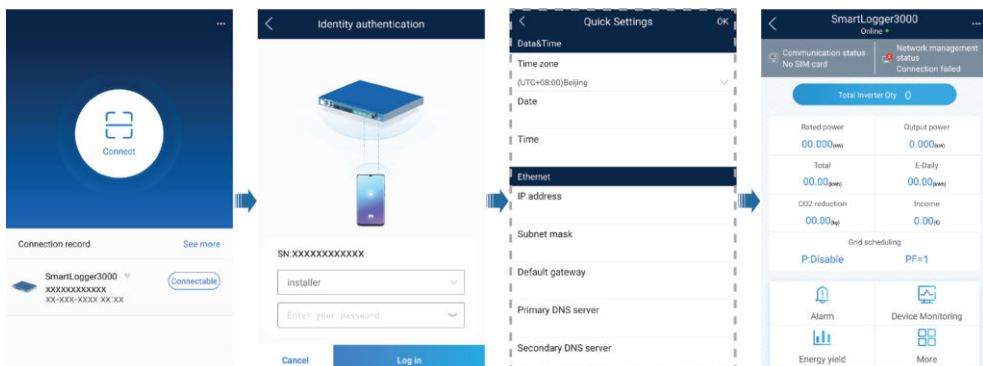 ...
Connect
Connection record See more
SmartLogger3000
XXXXXXXXXXXX
XX-XXX-XXXX XX:XX
Connectable
Identity authentication
SN:XXXXXXXXXXXX
installer
Enter your password.
Cancel Log in
Quick Settings OK
Data&Time
Time zone
(UTC+08:00)Beijing
Date
Time
Ethernet
IP address
Subnet mask
Default gateway
Primary DNS server
Secondary DNS server
SmartLogger3000 ...
Online
Communication status
No SIM card
Network management
status
Connection failed
Total Inverter Qty 0
Rated power Output power
00.000(kW) 0.000(kW)
Total E-Daily
00.00(kWh) 00.00(kWh)
CO2 reduction Income
00.00(kg) 0.00(€)
Grid scheduling
P:Disable PF=1
Alarm Device Monitoring
Energy yield More